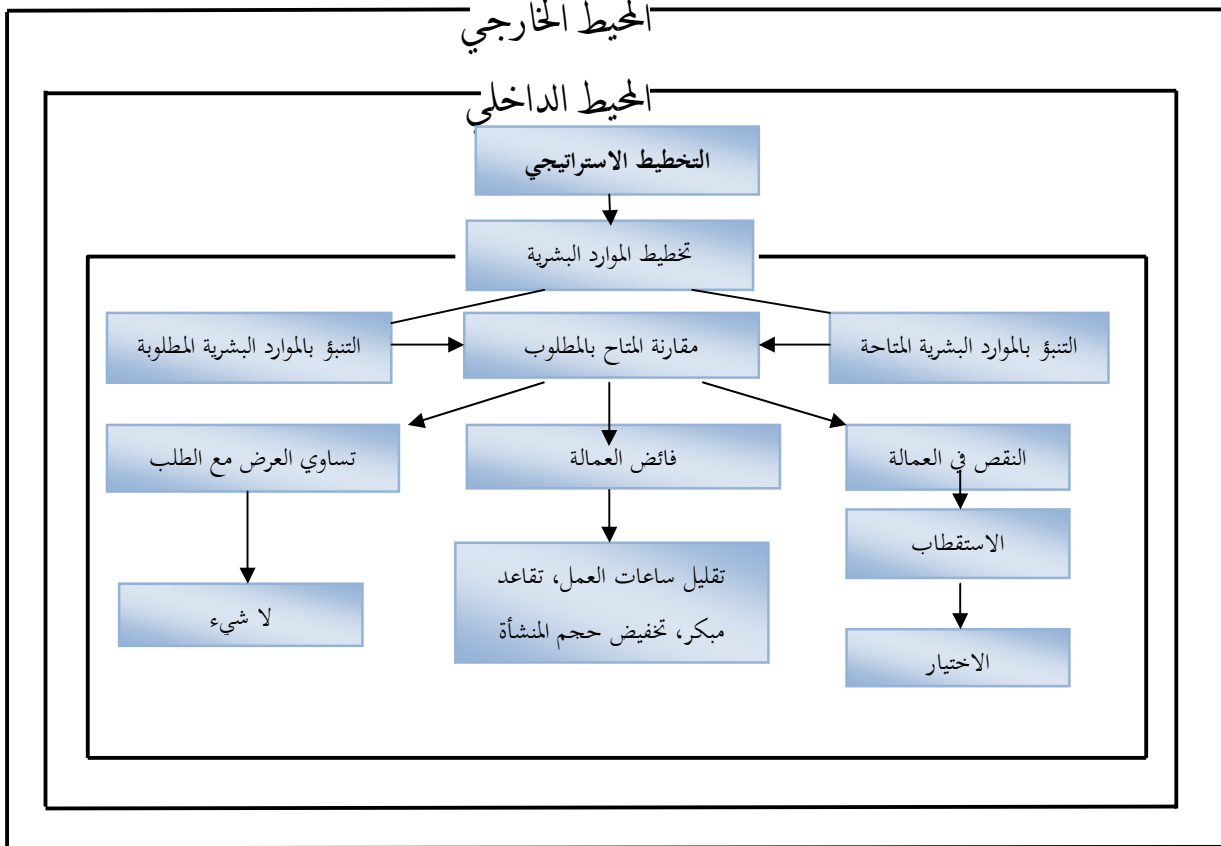 المحيط الخارجي
المحيط الداخلي
التخطيط الاستراتيجي
تخطيط الموارد البشرية
التنبؤ بالموارد البشرية المتاحة
مقارنة المتاح بالمطلوب
التنبؤ بالموارد البشرية المطلوبة
النقص في العمالة
فائض العمالة
تساوي العرض مع الطلب
الاستقطاب
تقليل ساعات العمل، تقاعد
مبكر، تخفيض حجم المنشأة
لا شيء
الاختيار